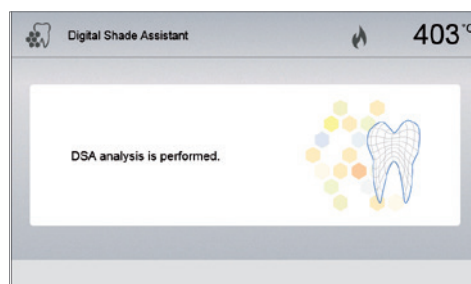 Digital Shade Assistant
403 °C
DSA analysis is performed.